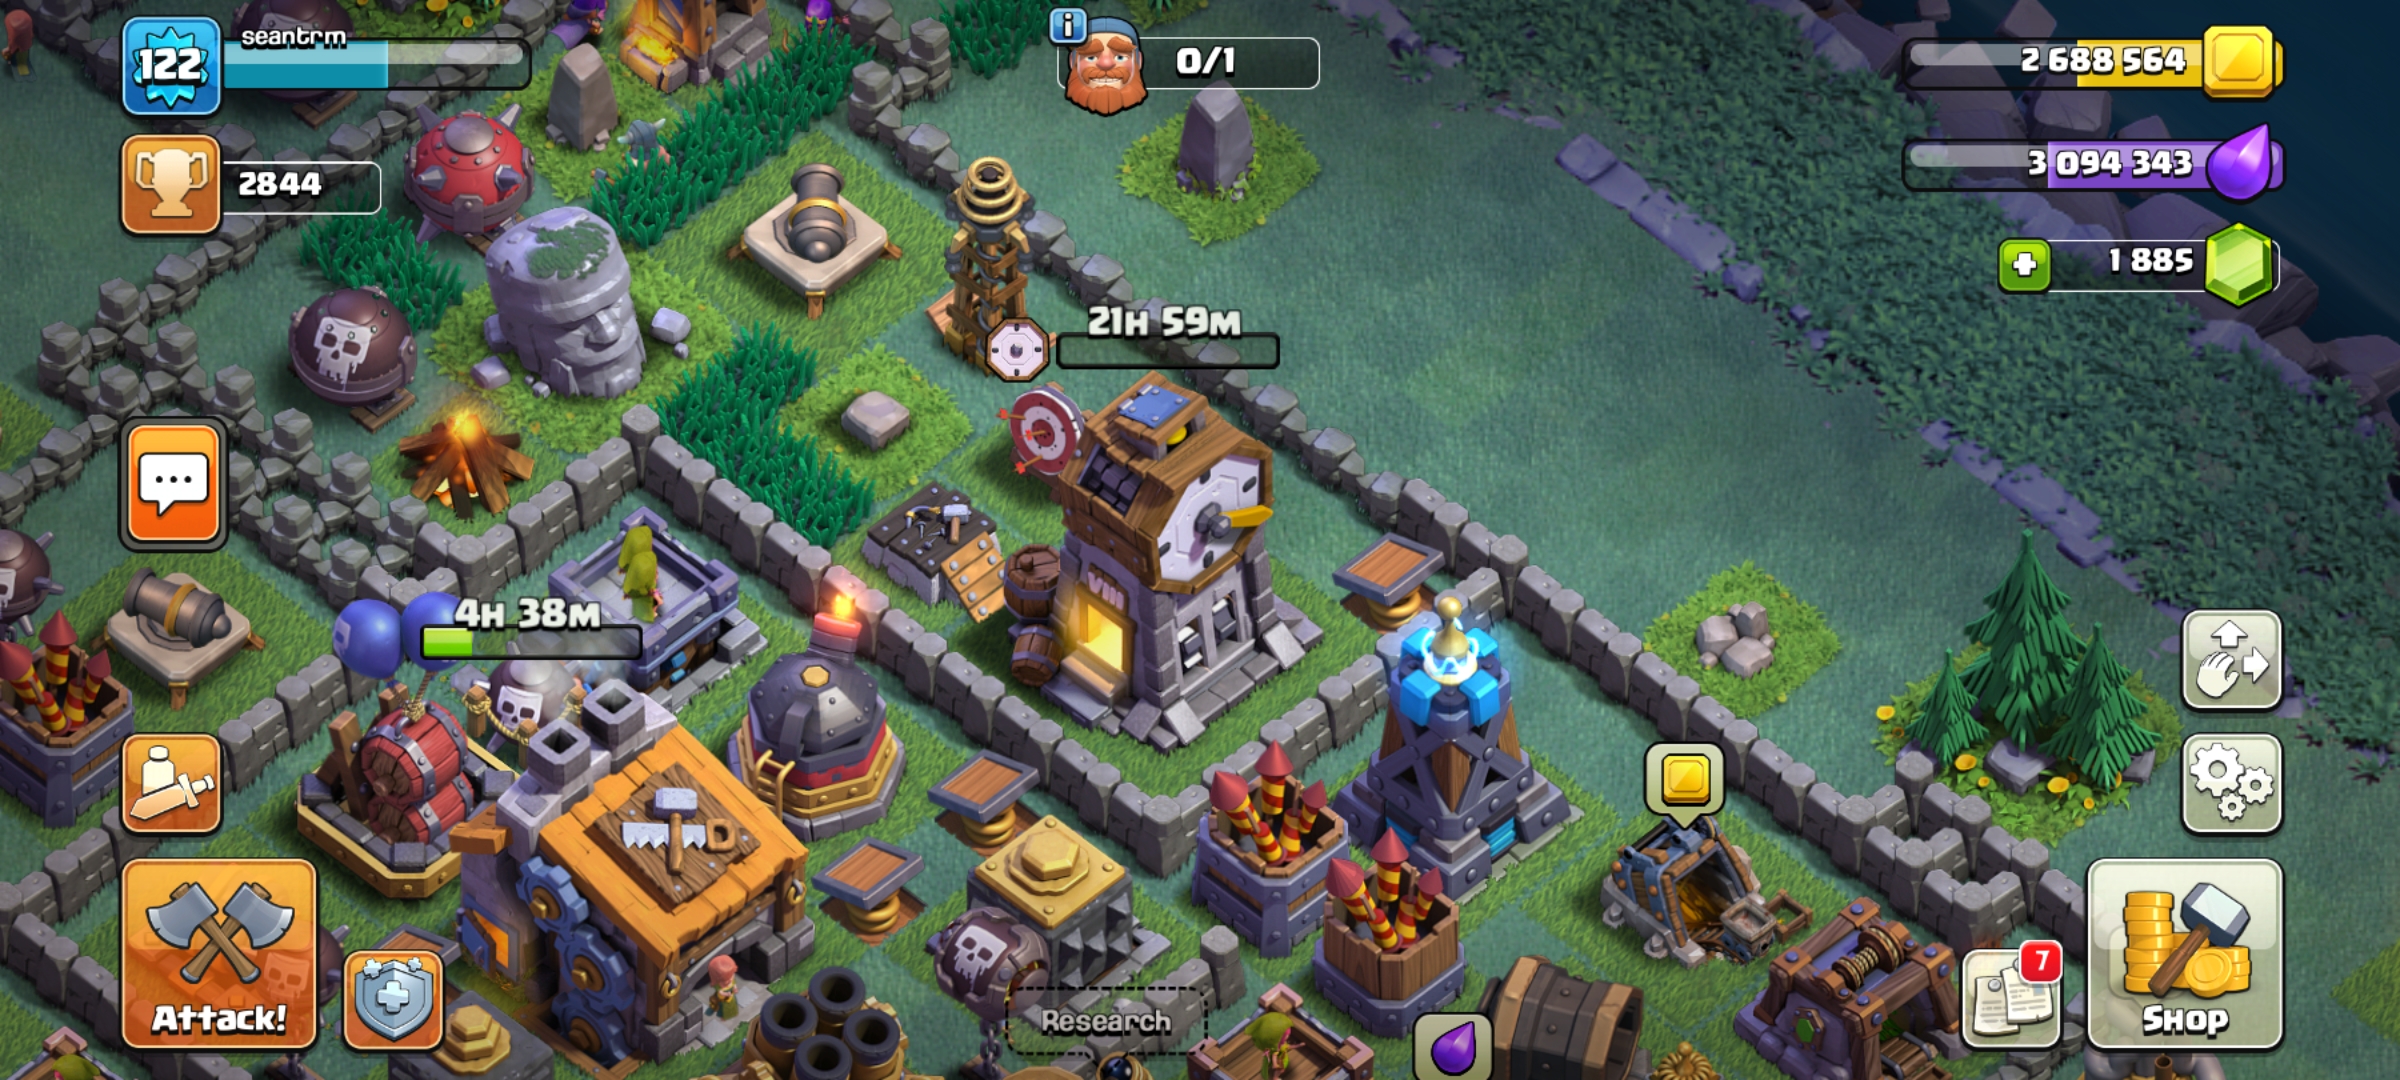 122
seantrm
i
0/1
2 688 564
2844
3 094 343
1 885
21H 59M
4H 38M
VIII
7
Attack!
Research
Shop